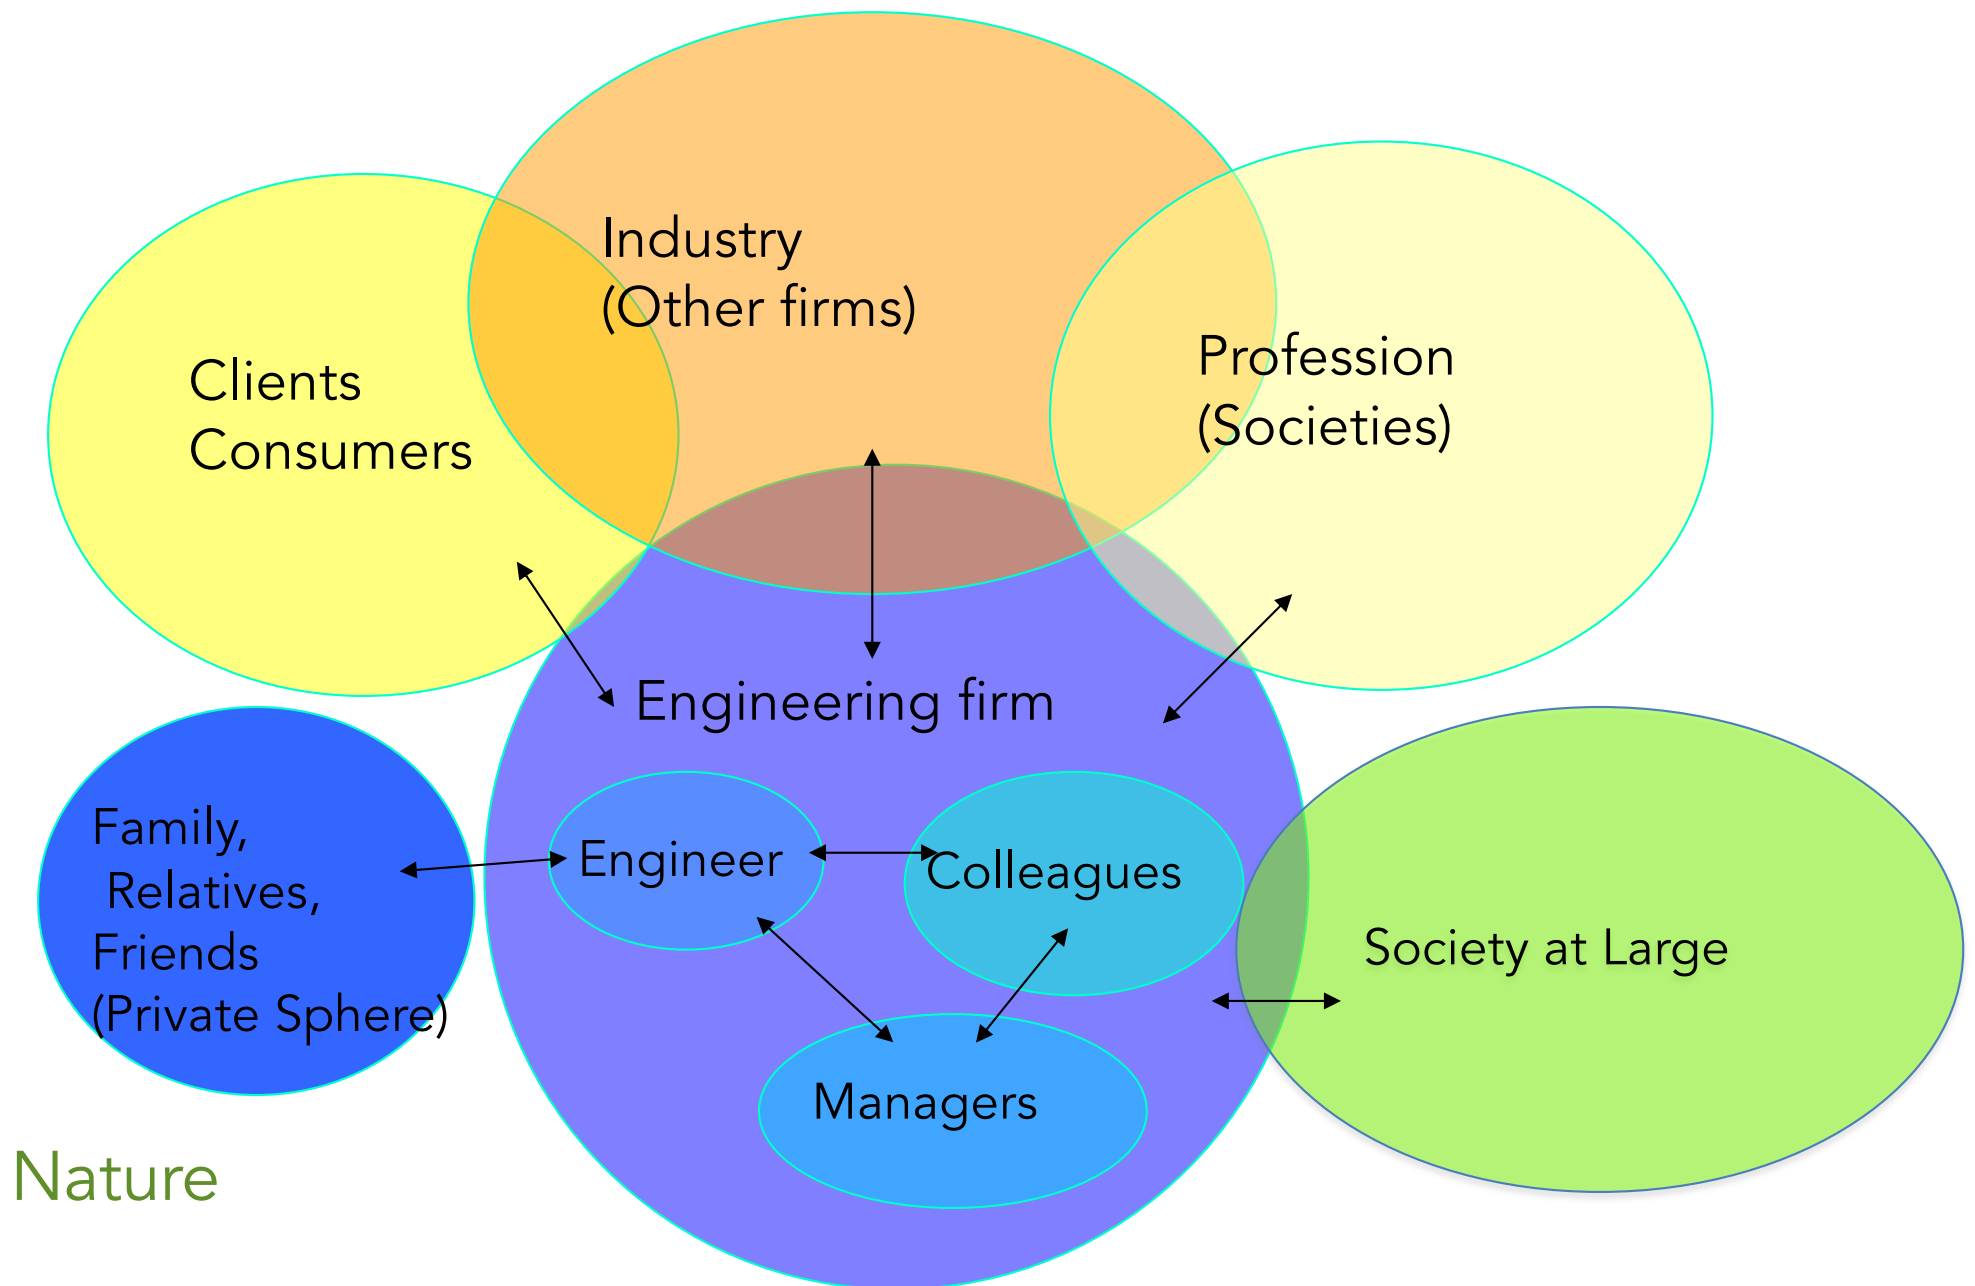 Industry
(Other firms)
Profession
(Societies)
Clients
Consumers
Engineering firm
Family,
Relatives,
Friends
(Private Sphere)
Engineer
Colleagues
Society at Large
Managers
Nature